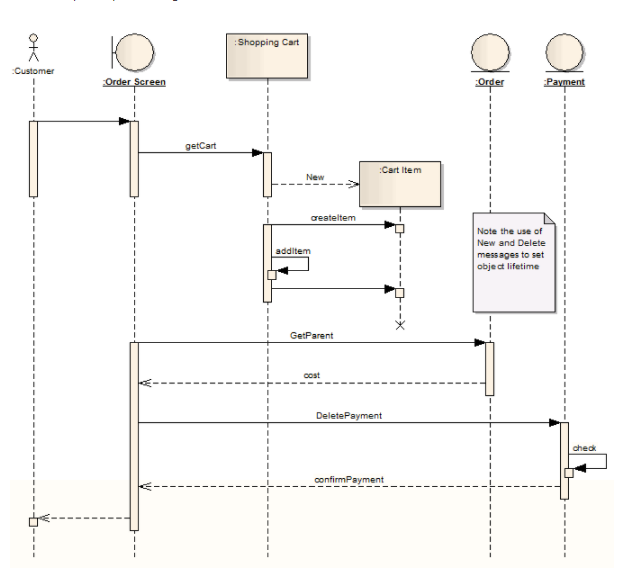 :Customer
:Order Screen
:Shopping Cart
:Order
:Payment
getCart
New
:Cart Item
createItem
addItem
Note the use of
New and Delete
messages to set
object lifetime
GetParent
cost
DeletePayment
check
confirmPayment